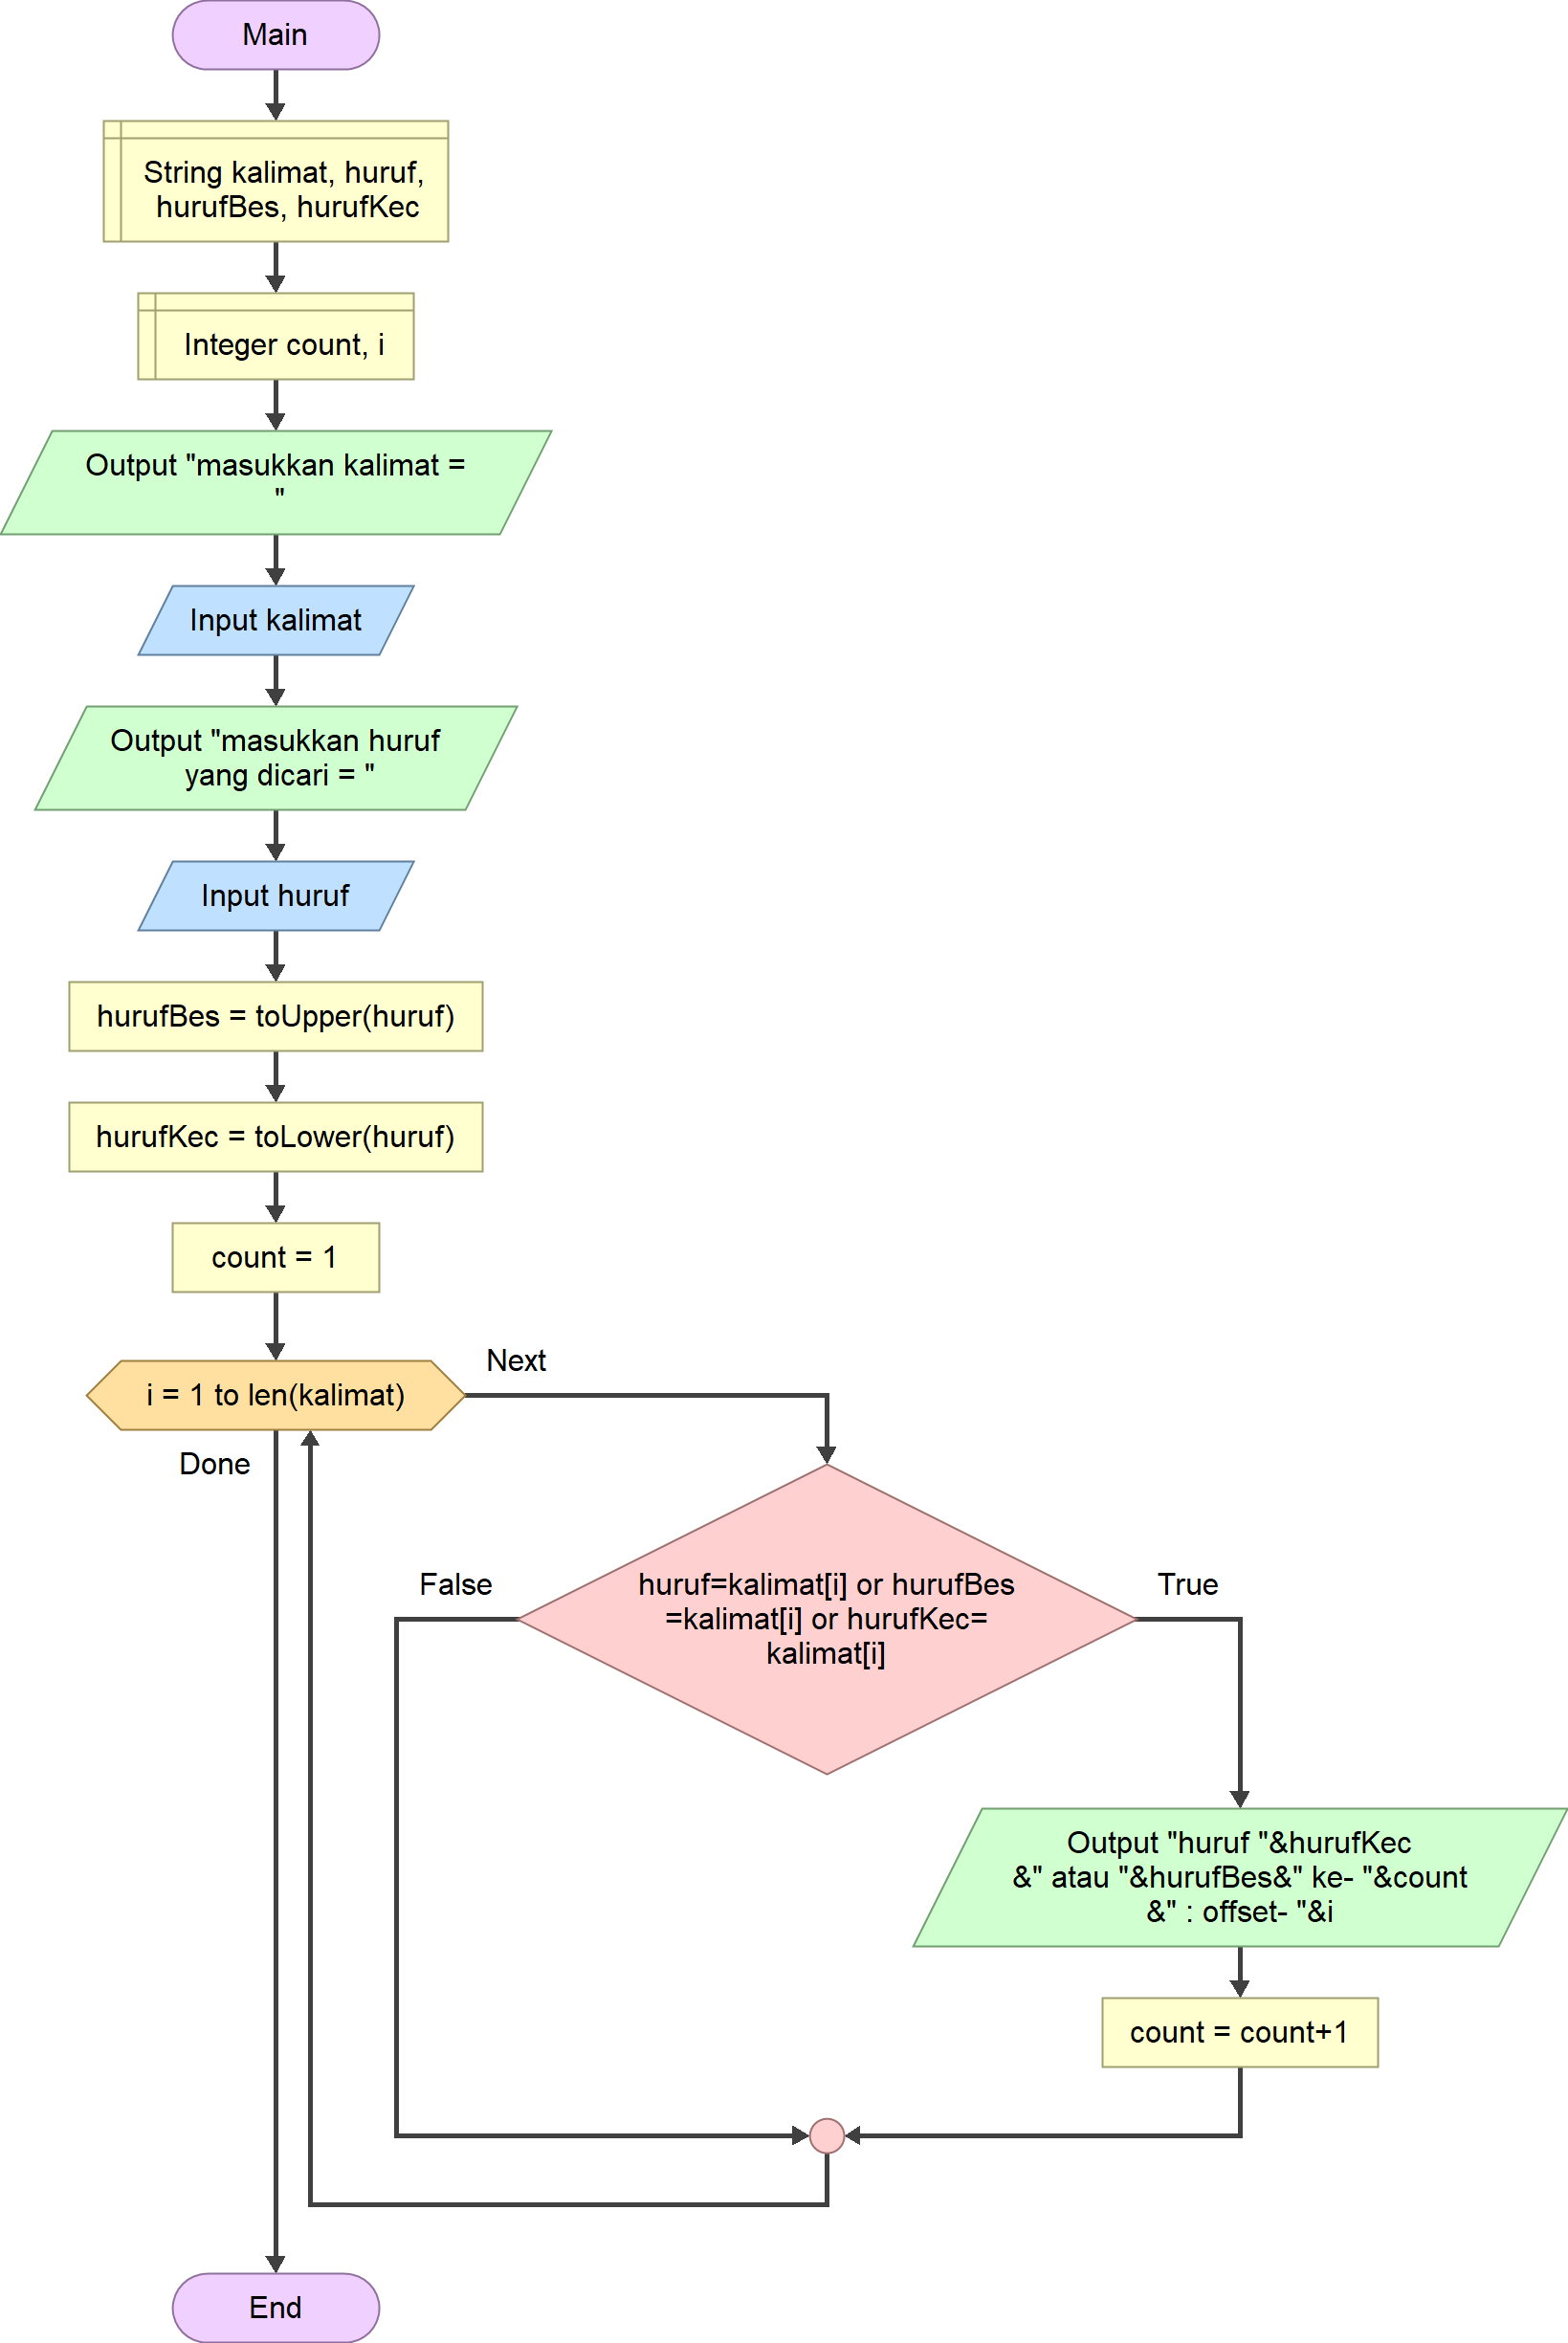 Main
String kalimat, huruf,
hurufBes, hurufKec
Integer count, i
Output "masukkan kalimat =
"
Input kalimat
Output "masukkan huruf
yang dicari = "
Input huruf
hurufBes = toUpper(huruf)
hurufKec = toLower(huruf)
count = 1
i = 1 to len(kalimat)
Next
Done
False
huruf=kalimat[i] or hurufBes
=kalimat[i] or hurufKec=
kalimat[i]
True
Output "huruf "&hurufKec
&" atau "&hurufBes&" ke- "&count
&" : offset- "&i
count = count+1
End